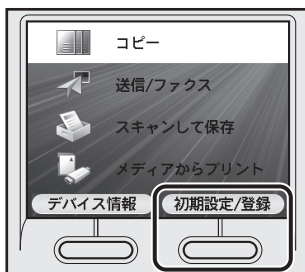 コピー
送信/ファクス
スキャンして保存
メディアからプリント
デバイス情報 初期設定/登録